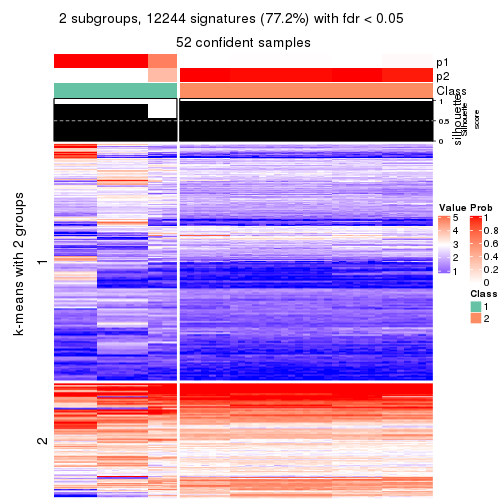 2 subgroups, 12244 signatures (77.2%) with fdr < 0.05
52 confident samples
p1
p2
Class
1
0.5
0
silhouette
Silhouette
score
k-means with 2 groups
1
2
Value
5
4
3
2
1
Prob
1
0.8
0.6
0.4
0.2
0
Class
1
2